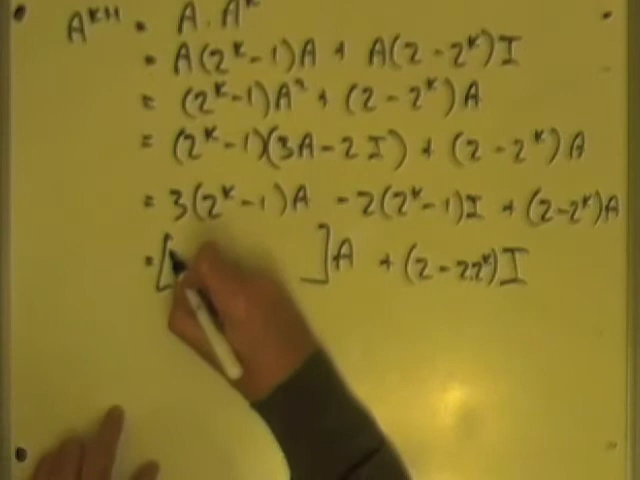 A^{k+1} = A . A^k
= A(2^k - 1)A + A(2 - 2^k)I
= (2^k - 1)A² + (2 - 2^k)A
= (2^k - 1)(3A - 2I) + (2 - 2^k)A
= 3(2^k - 1)A - 2(2^k - 1)I + (2 - 2^k)A
= [ ]A + (2 - 2.2^k)I